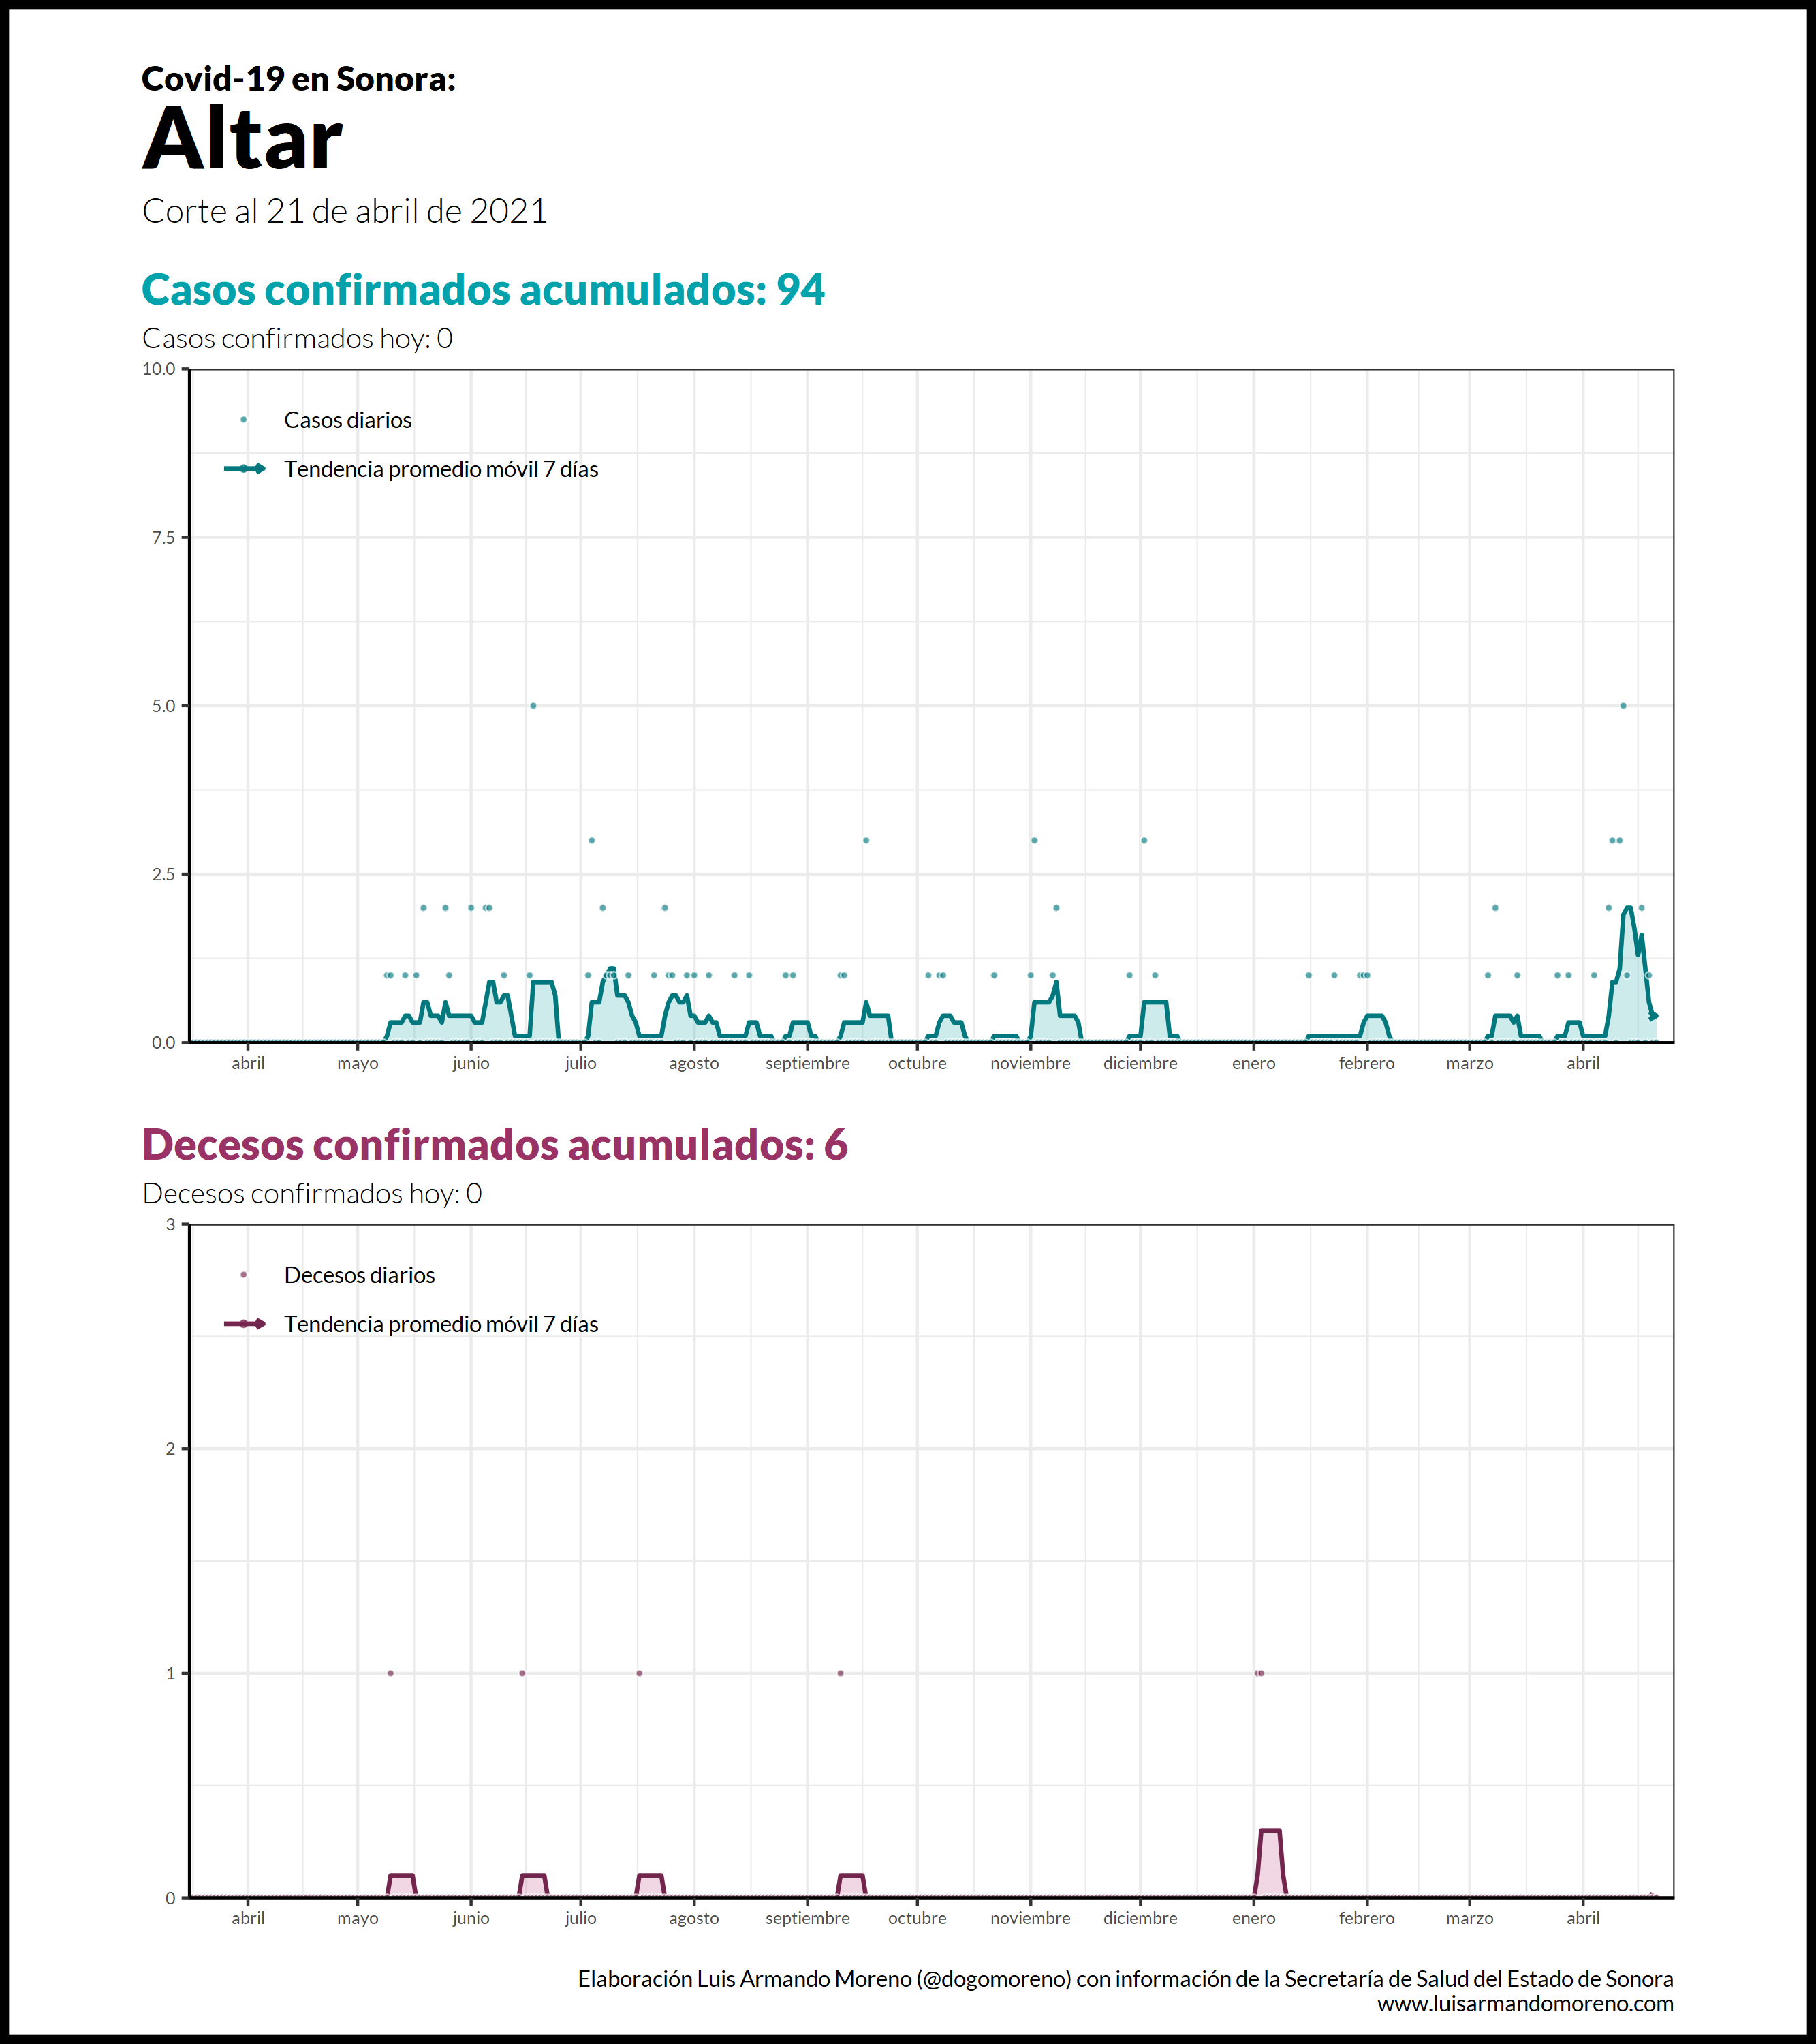 Covid-19 en Sonora:
Altar
Corte al 21 de abril de 2021
Casos confirmados acumulados: 94
Casos confirmados hoy: 0
10.0
Casos diarios
Tendencia promedio móvil 7 días
7.5
5.0
2.5
0.0
abril mayo junio julio agosto septiembre octubre noviembre diciembre enero febrero marzo abril
Decesos confirmados acumulados: 6
Decesos confirmados hoy: 0
3
Decesos diarios
Tendencia promedio móvil 7 días
2
1
0
abril mayo junio julio agosto septiembre octubre noviembre diciembre enero febrero marzo abril
Elaboración Luis Armando Moreno (@dogomoreno) con información de la Secretaría de Salud del Estado de Sonora
www.luisarmandomoreno.com